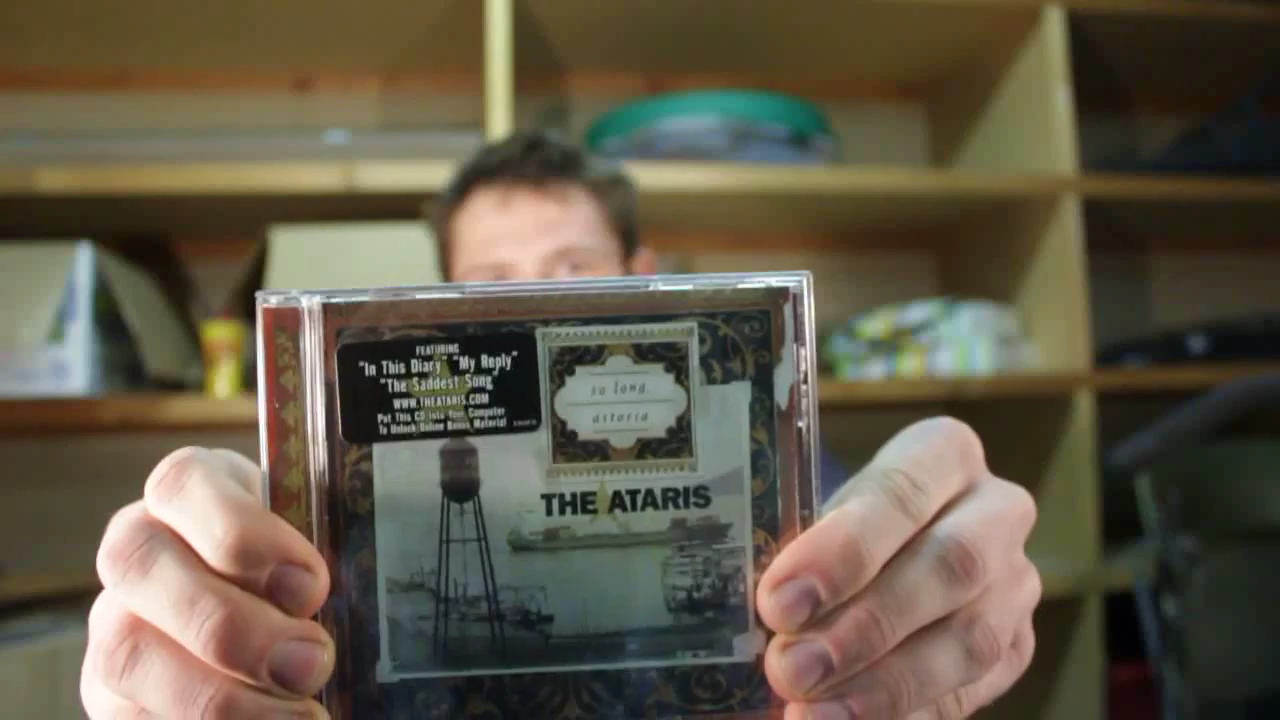 FEATURING
"In This Diary" "My Reply"
"The Saddest Song"
WWW.THEATARIS.COM
Put This CD Into Your Computer
To Unlock Online Bonus Material!
so long,
astoria
THE ATARIS